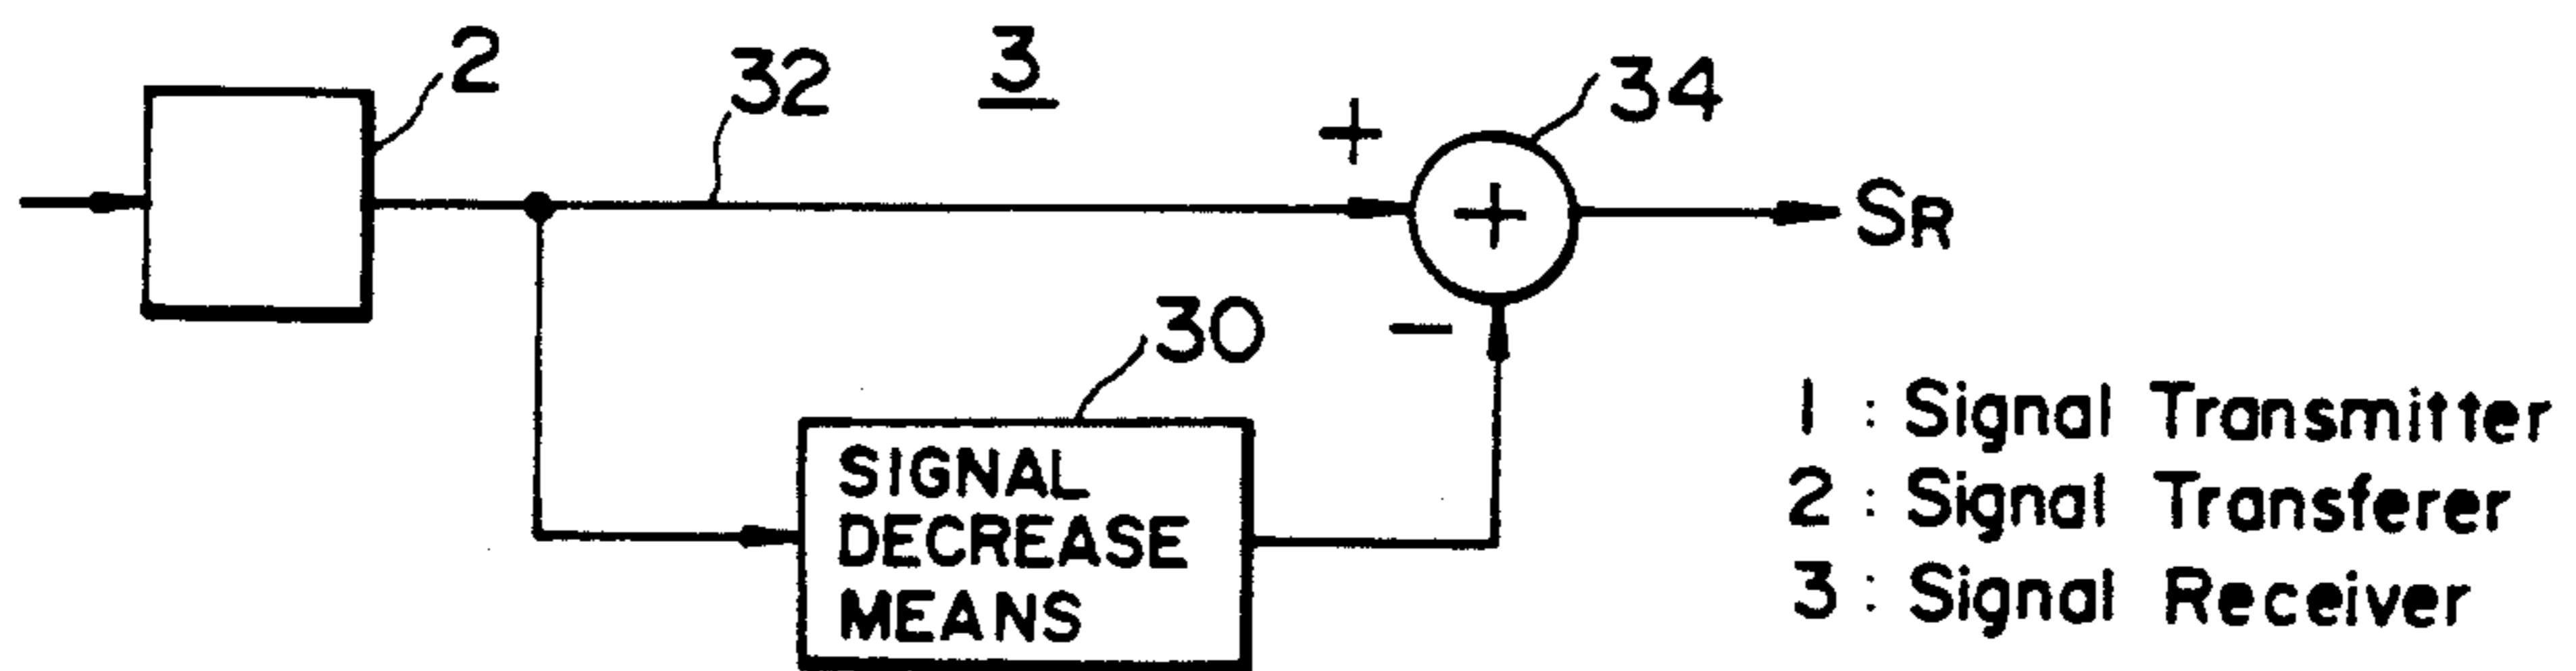 2
32
3
34
+
+
SR
-
30
SIGNAL
DECREASE
MEANS
1 : Signal Transmitter
2 : Signal Transferer
3 : Signal Receiver